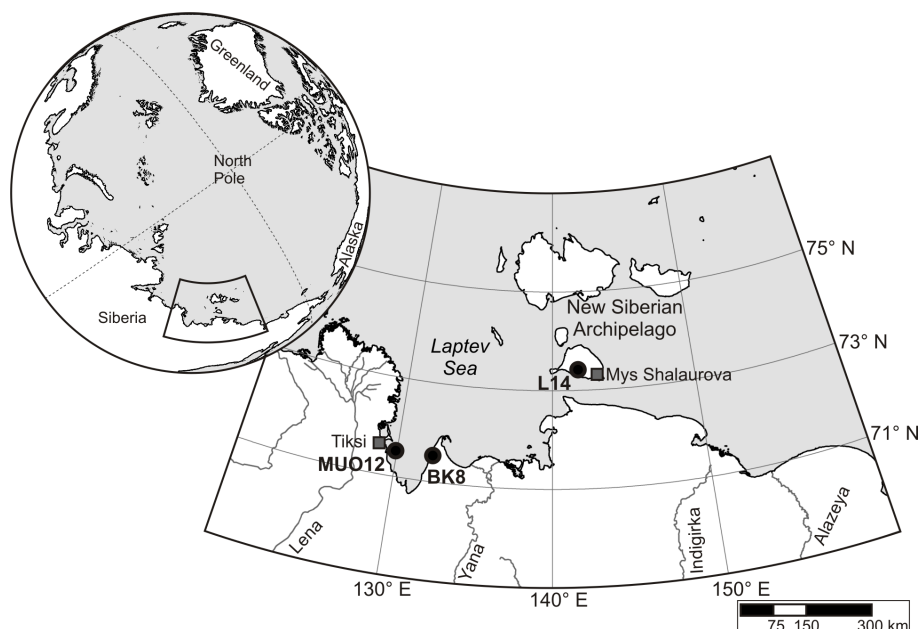 Greenland
North
Pole
Alaska
Siberia
75° N
New Siberian
Archipelago
Laptev
Sea
73° N
L14
Mys Shalaurova
Tiksi
71° N
MUO12
BK8
Lena
Yana
Indigirka
Alazeya
130° E
140° E
150° E
75 150 300 km